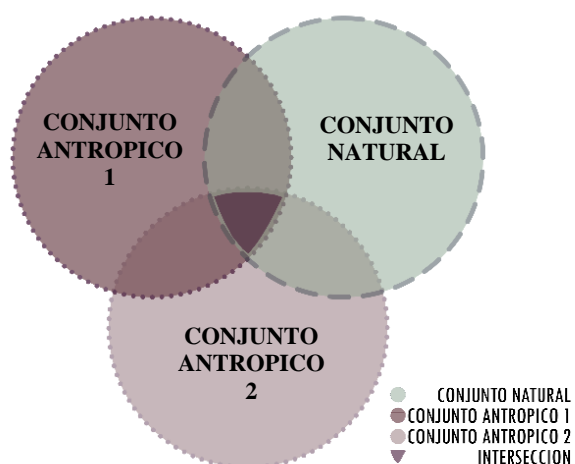 CONJUNTO
ANTROPICO
1
CONJUNTO
NATURAL
CONJUNTO
ANTROPICO
2
CONJUNTO NATURAL
CONJUNTO ANTROPICO 1
CONJUNTO ANTROPICO 2
INTERSECCION